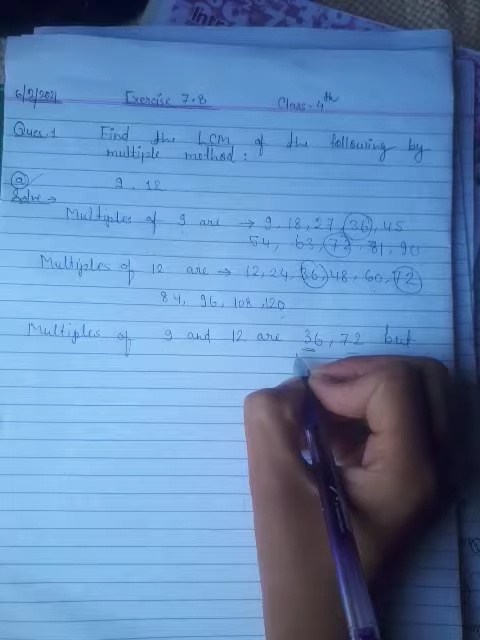 6/2/2021 Exercise 7.8 Class - 4th
Ques. 1 Find the LCM of the following by
multiple method :
(a) 9, 12
Solve →
Multiples of 9 are → 9, 18, 27, 36, 45
54, 63, 72, 81, 90
Multiples of 12 are → 12, 24, 36, 48, 60, 72
84, 96, 108, 120
Multiples of 9 and 12 are 36, 72 but